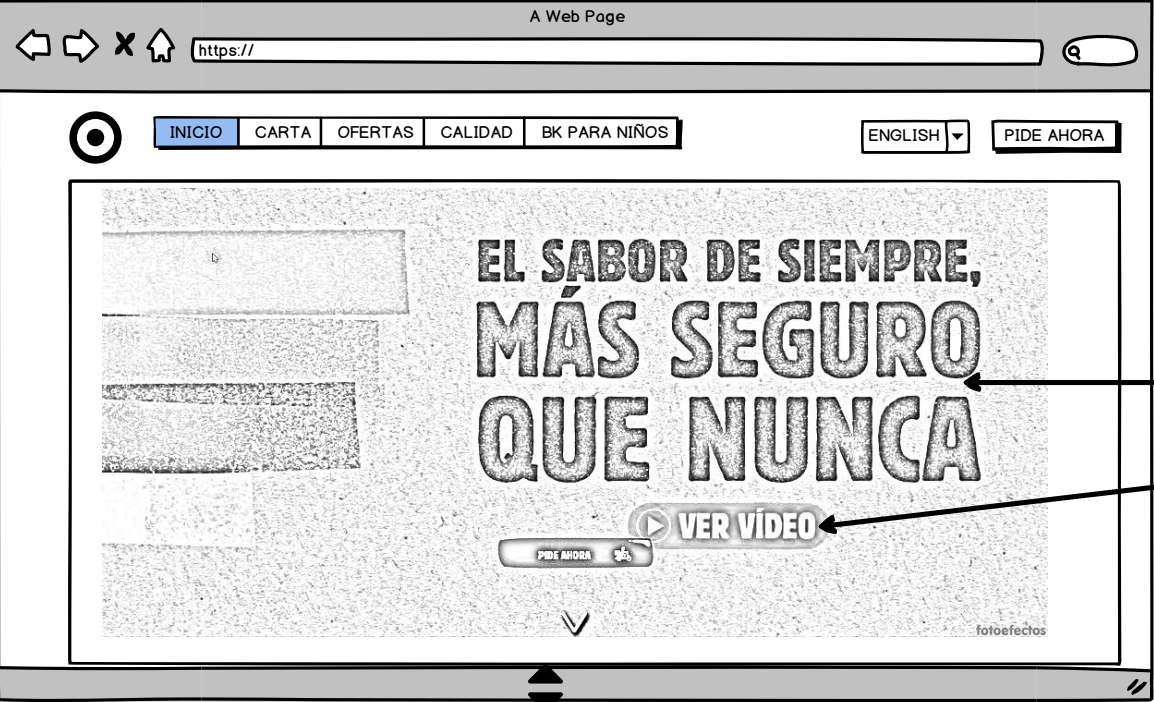 A Web Page
https://
INICIO CARTA OFERTAS CALIDAD BK PARA NIÑOS ENGLISH PIDE AHORA
EL SABOR DE SIEMPRE,
MÁS SEGURO
QUE NUNCA
VER VÍDEO
PIDE AHORA
fotoefectos